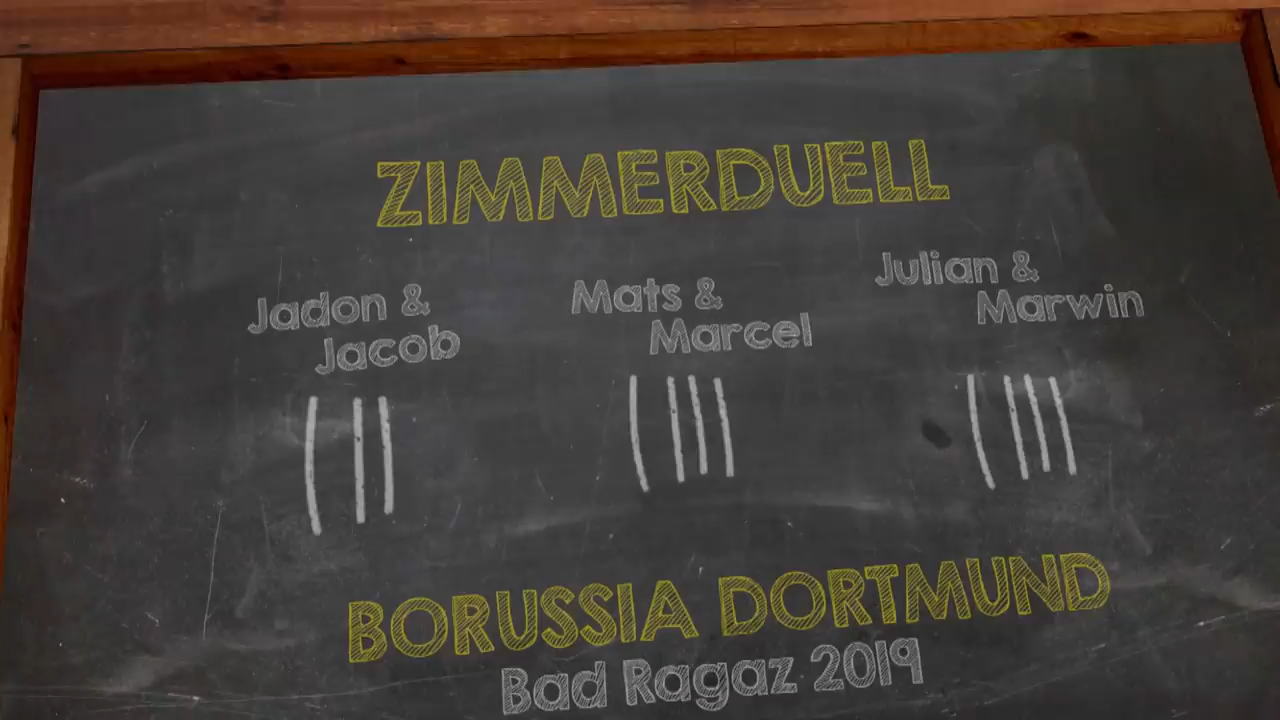 ZIMMERDUELL
Jadon &
Jacob
Mats &
Marcel
Julian &
Marwin
BORUSSIA DORTMUND
Bad Ragaz 2019